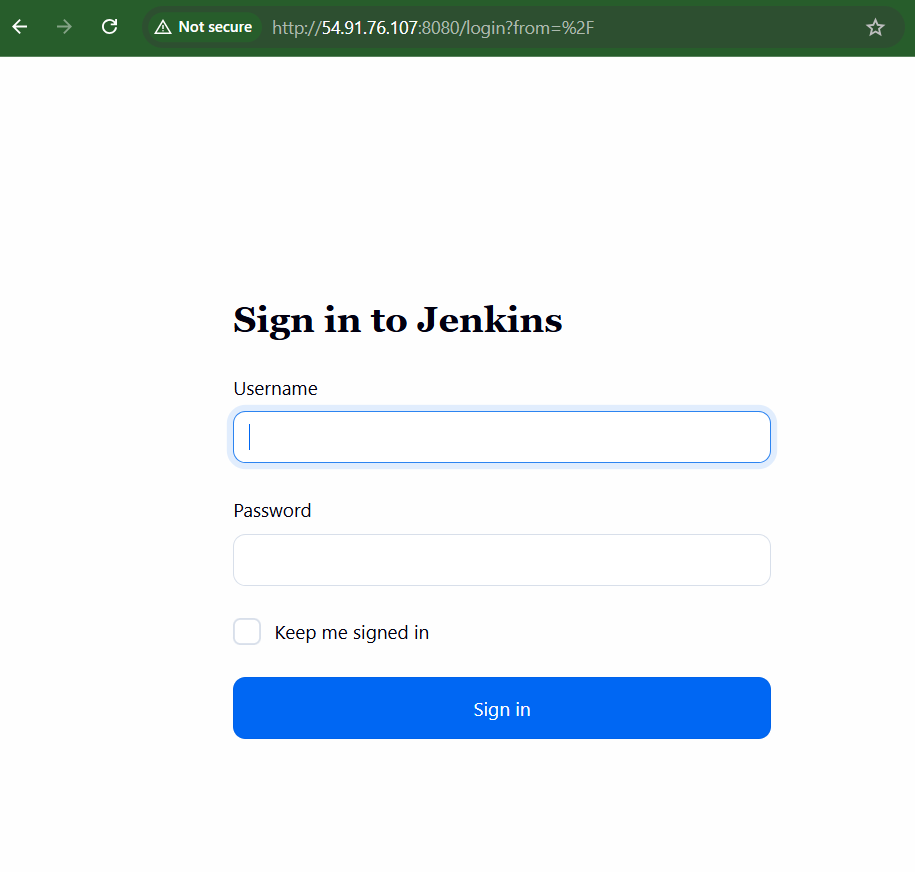 Not secure http://54.91.76.107:8080/login?from=%2F
Sign in to Jenkins
Username
Password
Keep me signed in
Sign in